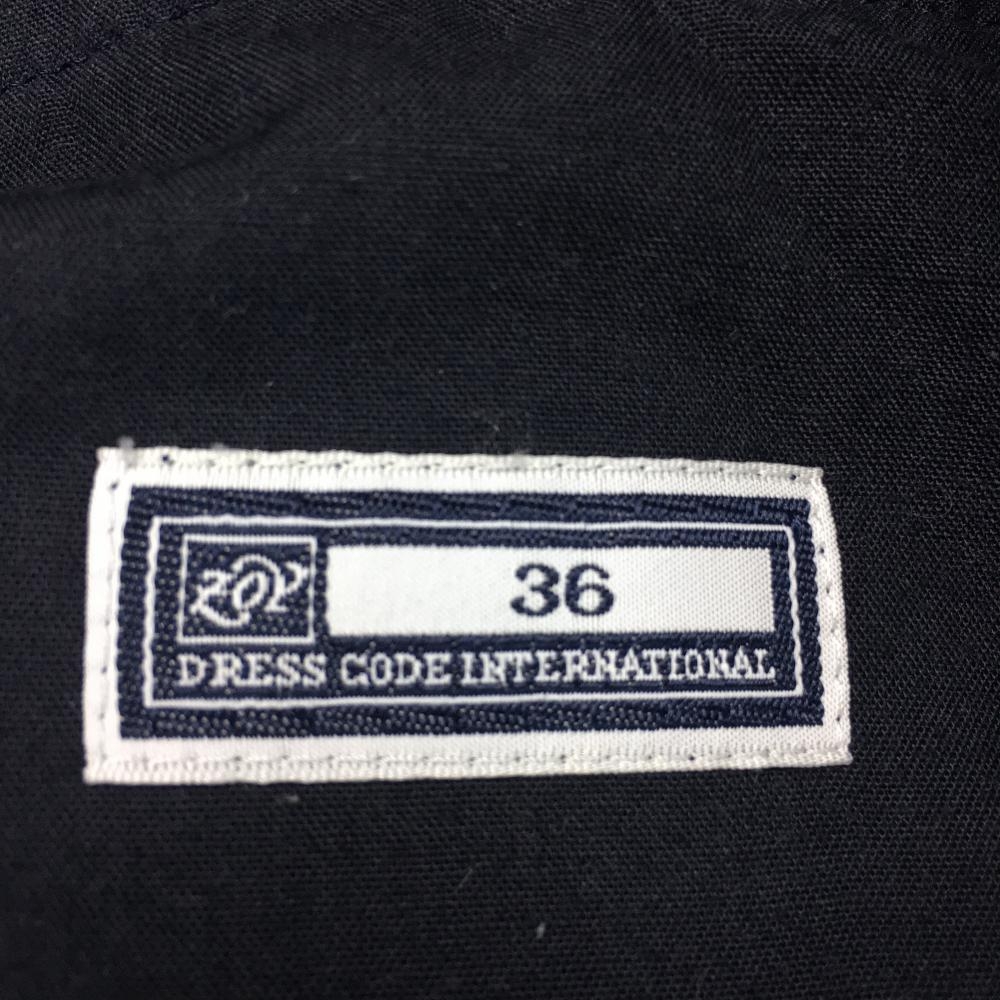 ZOY 36
DRESS CODE INTERNATIONAL